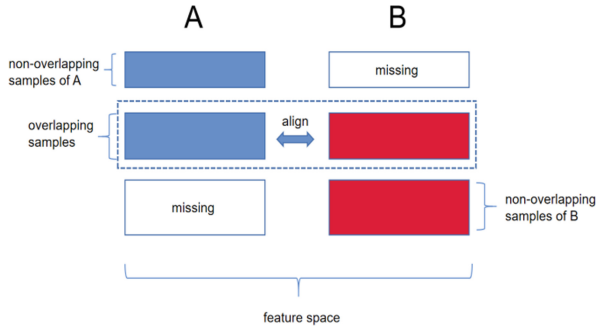 A
B
non-overlapping
samples of A
missing
overlapping
samples
align
missing
non-overlapping
samples of B
feature space